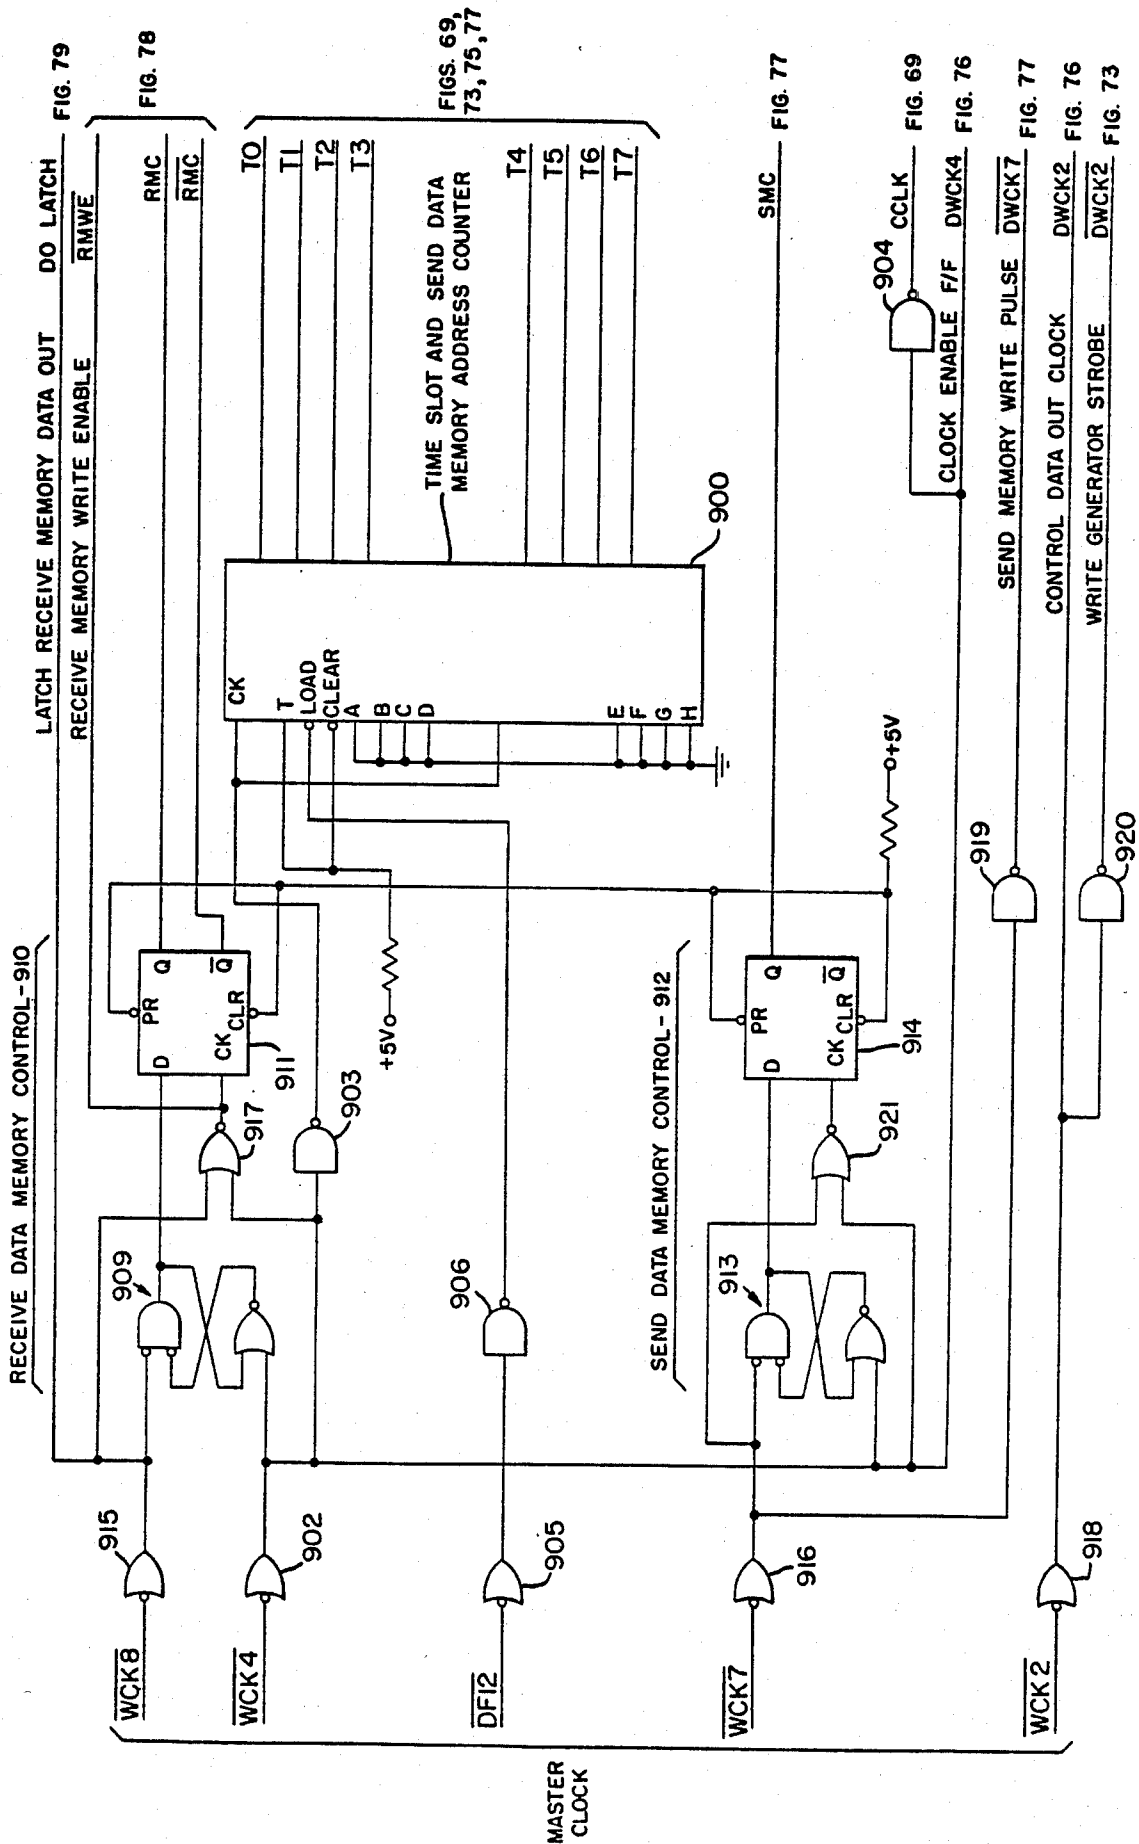 MASTER
CLOCK
WCK8
WCK4
DF12
WCK7
WCK2
915
902
905
916
918
RECEIVE DATA MEMORY CONTROL-910
909
917
D
PR
Q
CK
CLR
Q
911
903
906
+5V
SEND DATA MEMORY CONTROL-912
913
921
D
PR
Q
CK
CLR
Q
914
+5V
919
920
CK
T
LOAD
CLEAR
A
B
C
D
E
F
G
H
900
TIME SLOT AND SEND DATA
MEMORY ADDRESS COUNTER
LATCH RECEIVE MEMORY DATA OUT DO LATCH FIG. 79
RECEIVE MEMORY WRITE ENABLE RMWE
RMC
RMC
FIG. 78
T0
T1
T2
T3
T4
T5
T6
T7
FIGS. 69,
73, 75, 77
SMC FIG. 77
904
CCLK FIG. 69
CLOCK ENABLE F/F DWCK4 FIG. 76
SEND MEMORY WRITE PULSE DWCK7 FIG. 77
CONTROL DATA OUT CLOCK DWCK2 FIG. 76
WRITE GENERATOR STROBE DWCK2 FIG. 73